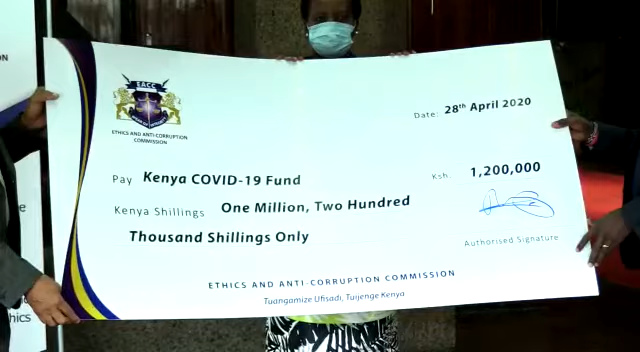 EACC
ETHICS AND ANTI-CORRUPTION
COMMISSION
Date: 28th April 2020
Pay Kenya COVID-19 Fund
Ksh. 1,200,000
Kenya Shillings One Million, Two Hundred
Thousand Shillings Only
Authorised Signature
ETHICS AND ANTI-CORRUPTION COMMISSION
Tuangamize Ufisadi, Tuijenge Kenya
hics